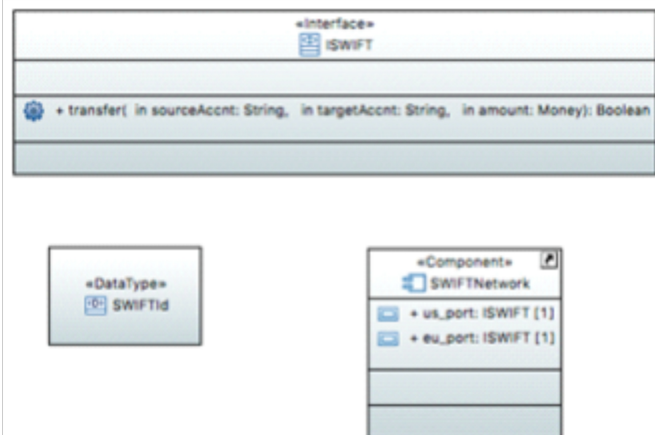 «Interface»
ISWIFT
+ transfer( in sourceAccnt: String, in targetAccnt: String, in amount: Money): Boolean
«DataType»
SWIFTId
«Component»
SWIFTNetwork
+ us_port: ISWIFT [1]
+ eu_port: ISWIFT [1]